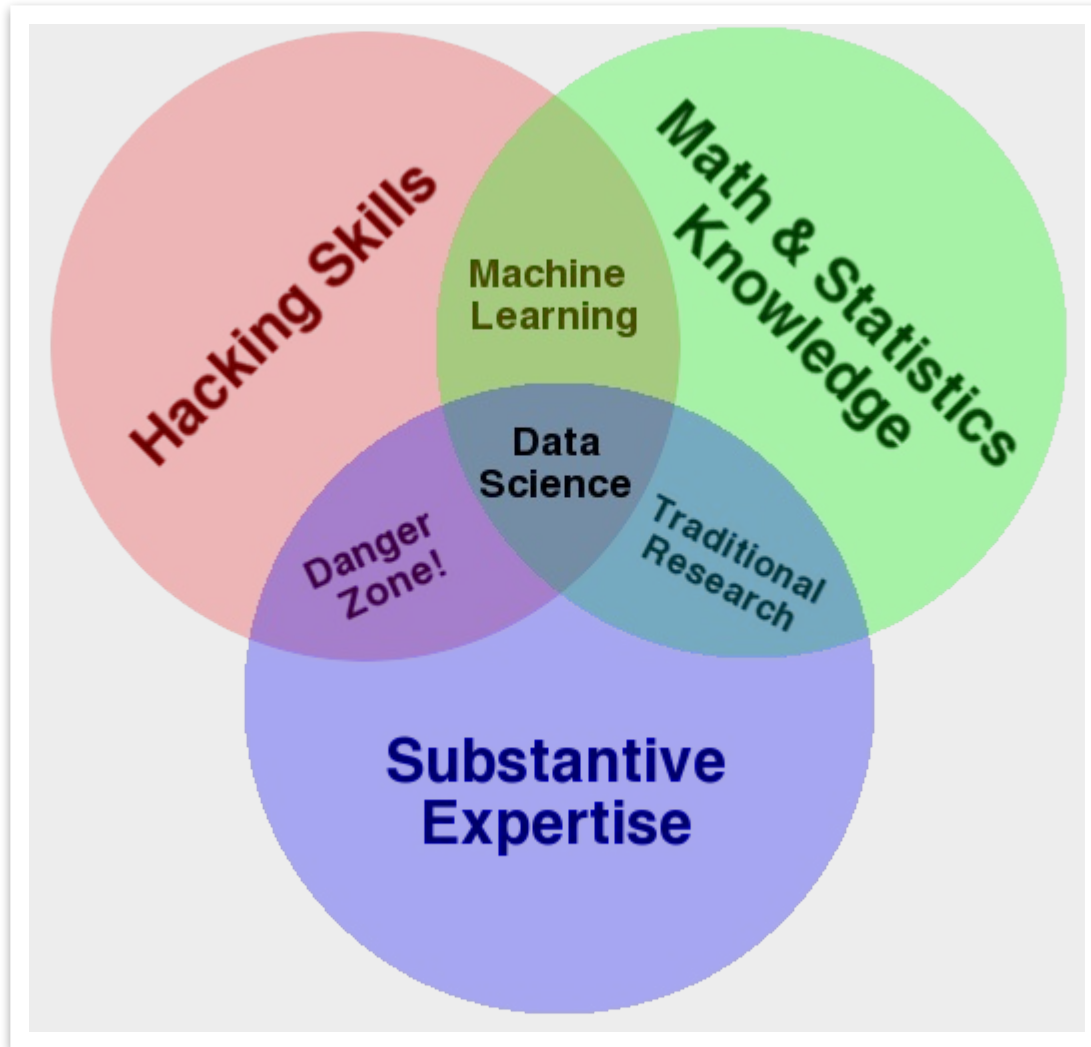 Hacking Skills
Math & Statistics
Knowledge
Machine
Learning
Data
Science
Danger
Zone!
Traditional
Research
Substantive
Expertise